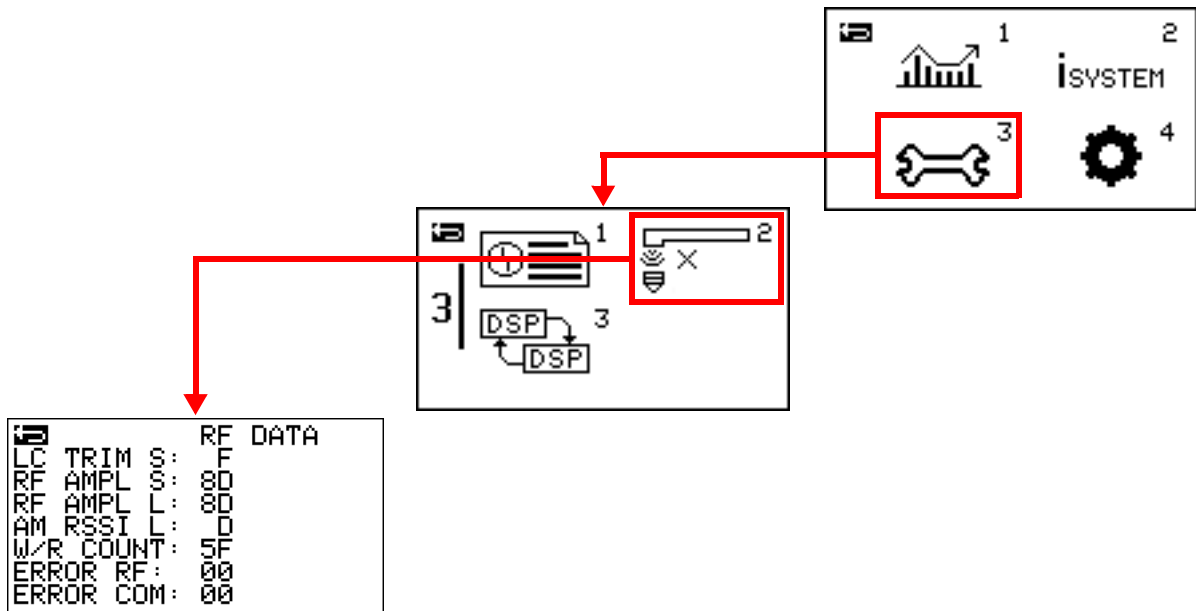 1 2
iSYSTEM
3 4
1 2
3
DSP 3
DSP
RF DATA
LC TRIM S: F
RF AMPL S: 8D
RF AMPL L: 8D
AM RSSI L: D
W/R COUNT: 5F
ERROR RF: 00
ERROR COM: 00